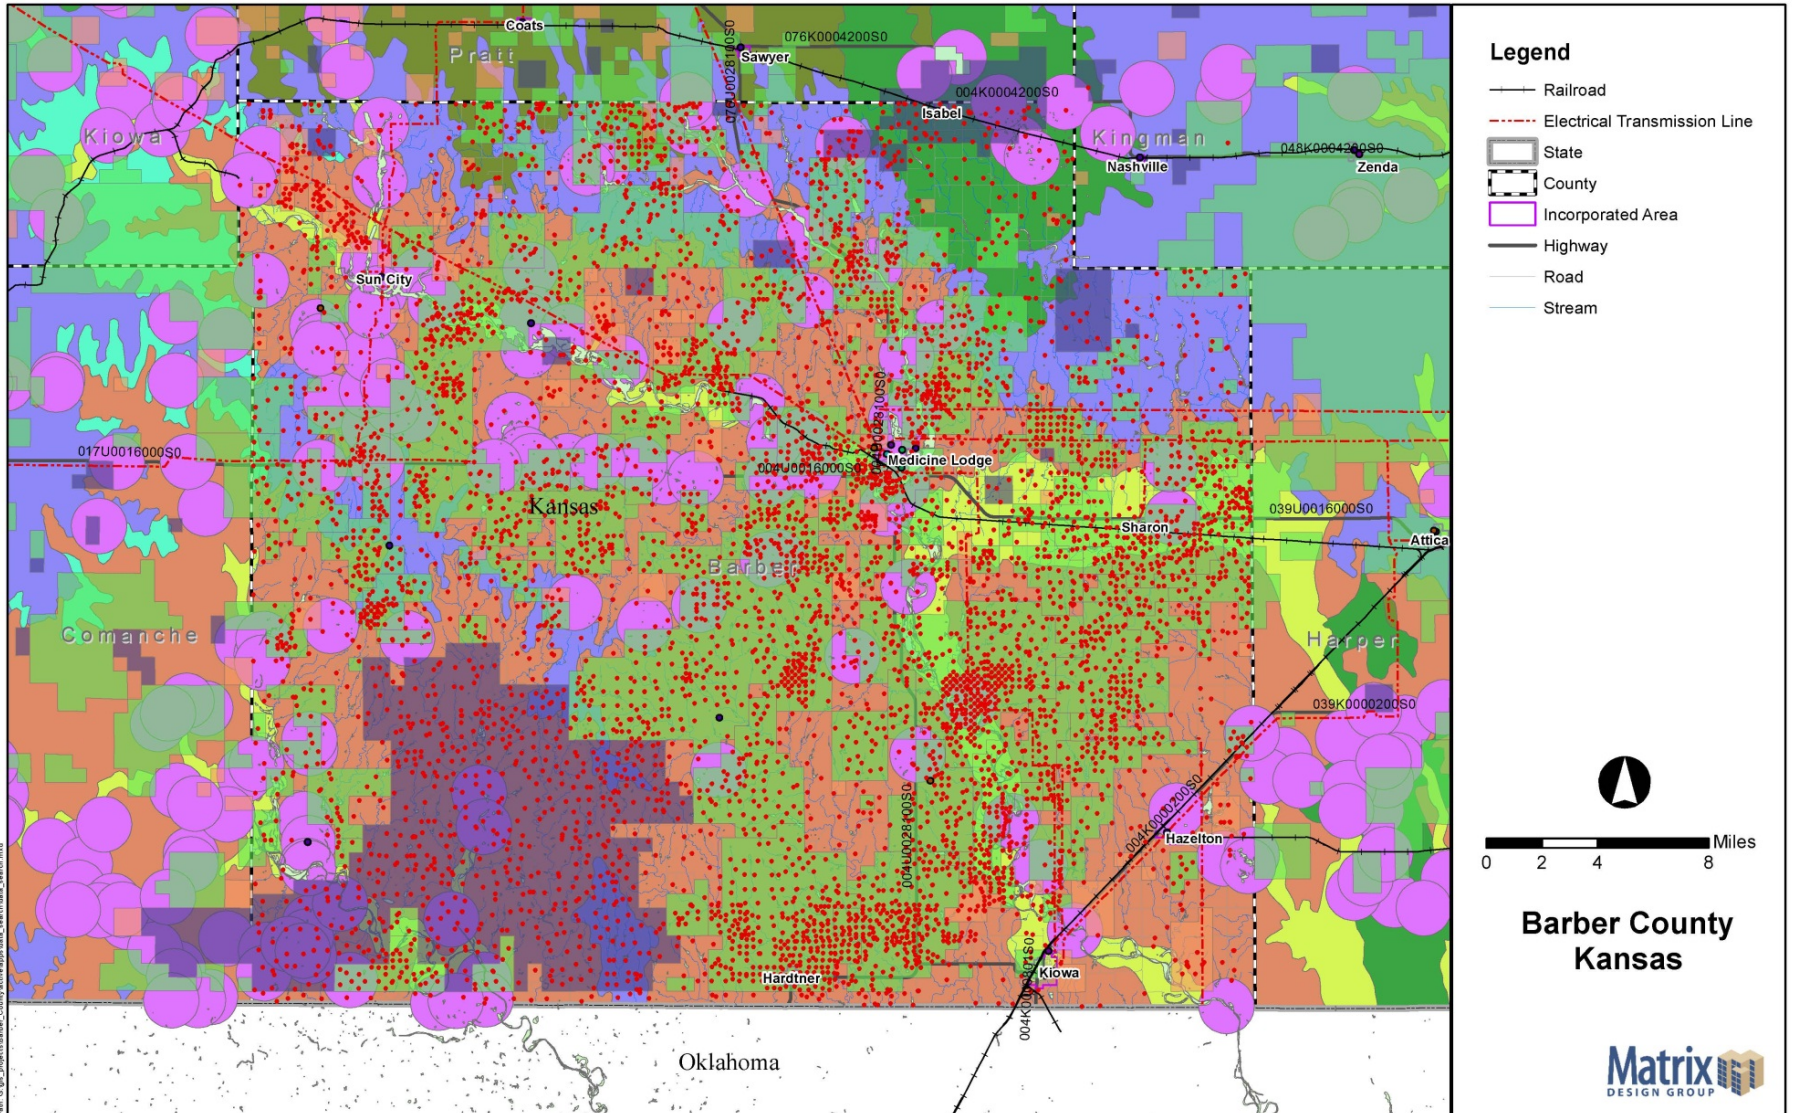 Coats
Pratt
076K0004200S0
Sawyer
076U0028100S0
004K0004200S0
Isabel
Kiowa
Kingman
048K0004200S0
Nashville
Zenda
Sun City
004U0028100S0
017U0016000S0
004U0016000S0
Medicine Lodge
Kansas
039U0016000S0
Sharon
Attica
Barber
Comanche
Harper
039K0000200S0
004K0000200S0
Hazelton
004U0028100S0
Hardtner
Kiowa
Oklahoma
Legend
Railroad
Electrical Transmission Line
State
County
Incorporated Area
Highway
Road
Stream
Miles
0 2 4 8
Barber County
Kansas
Matrix
DESIGN GROUP